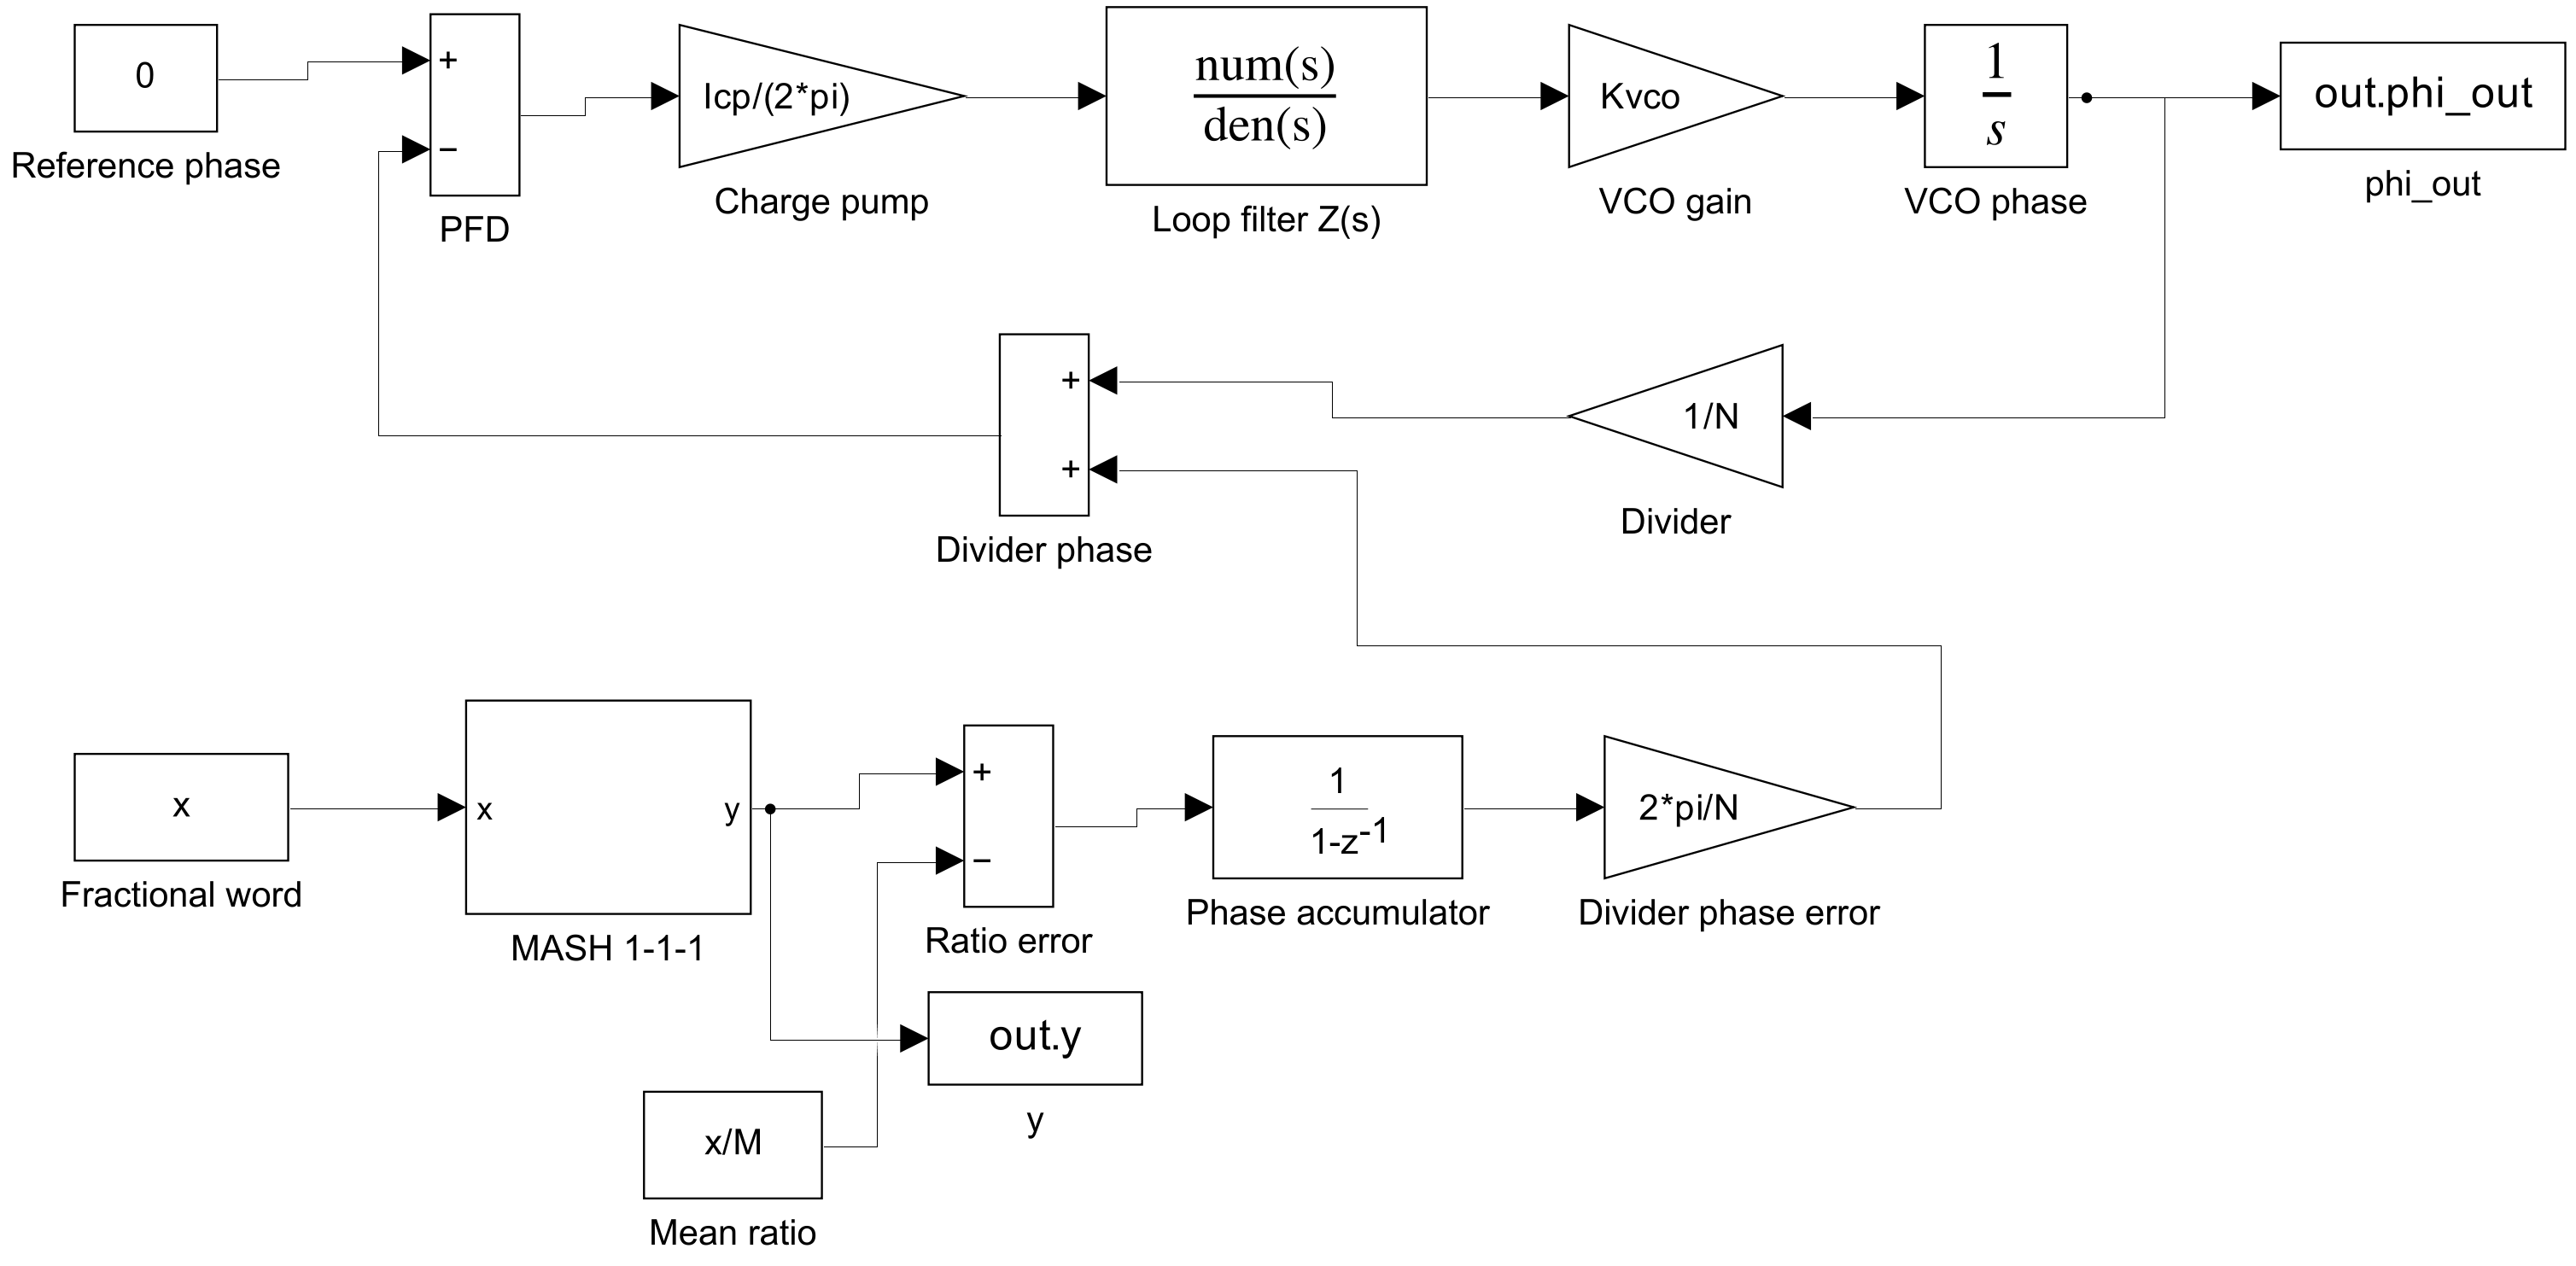 0
Reference phase
+
−
PFD
Icp/(2*pi)
Charge pump
num(s)
den(s)
Loop filter Z(s)
Kvco
VCO gain
1
s
VCO phase
out.phi_out
phi_out
+
+
Divider phase
1/N
Divider
x
Fractional word
x
y
MASH 1-1-1
+
−
Ratio error
1
1-z-1
Phase accumulator
2*pi/N
Divider phase error
out.y
y
x/M
Mean ratio